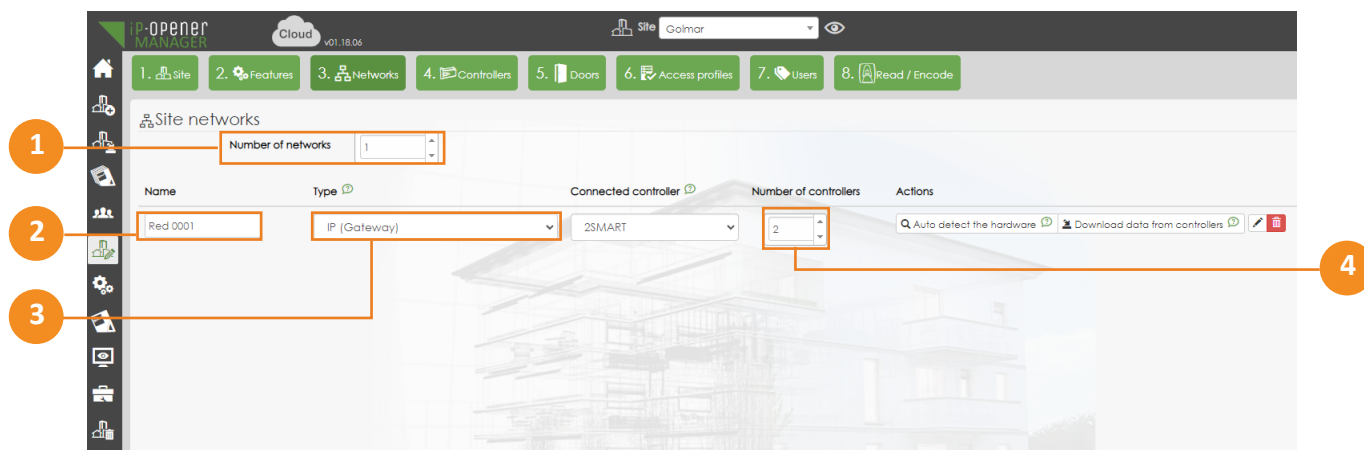 iP-OPENER MANAGER Cloud v01.18.06 Site Golmar
1. Site 2. Features 3. Networks 4. Controllers 5. Doors 6. Access profiles 7. Users 8. Read / Encode
Site networks
1
Number of networks 1
Name Type Connected controller Number of controllers Actions
2
Red 0001 IP (Gateway) 2SMART 2 Auto detect the hardware Download data from controllers
4
3